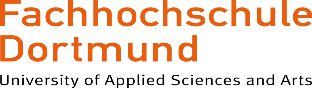 Fachhochschule
Dortmund
University of Applied Sciences and Arts